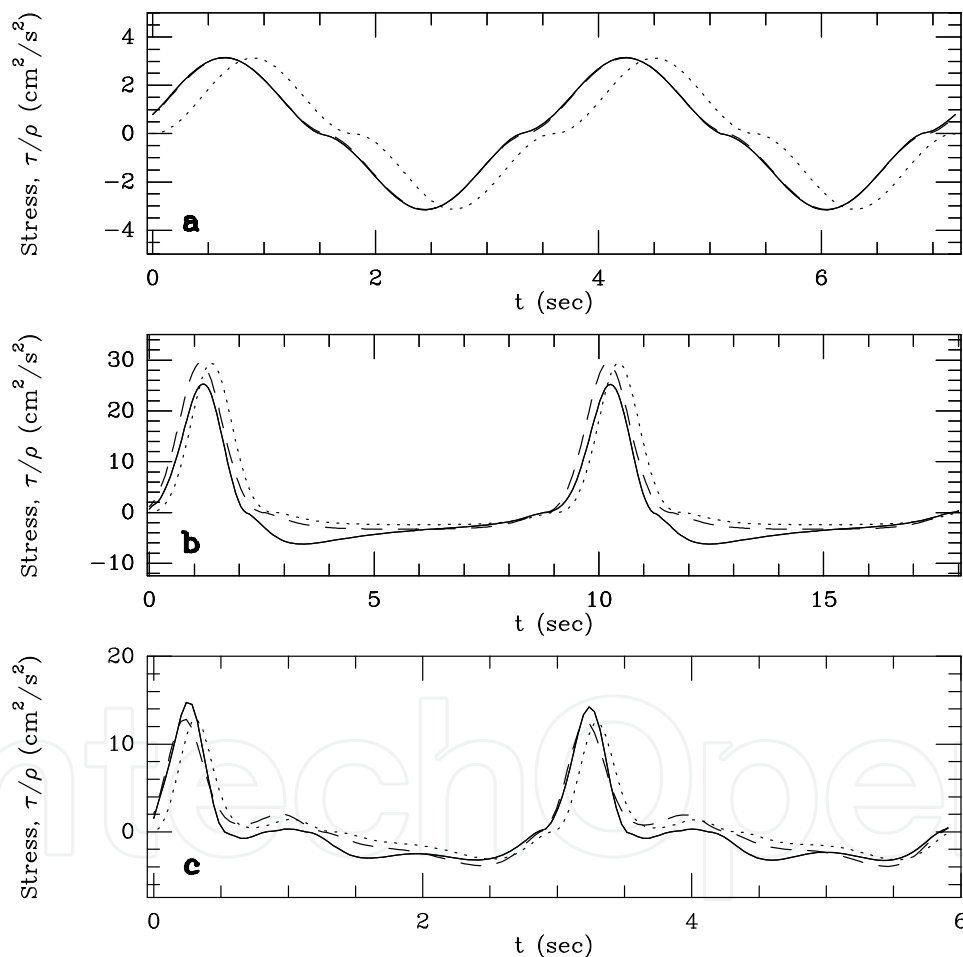 Stress, τ/ρ (cm²/s²)
4
2
0
−2
−4
a
0 2 4 6
t (sec)
Stress, τ/ρ (cm²/s²)
30
20
10
0
−10
b
0 5 10 15
t (sec)
Stress, τ/ρ (cm²/s²)
20
10
0
c
0 2 4 6
t (sec)
ntechOpe